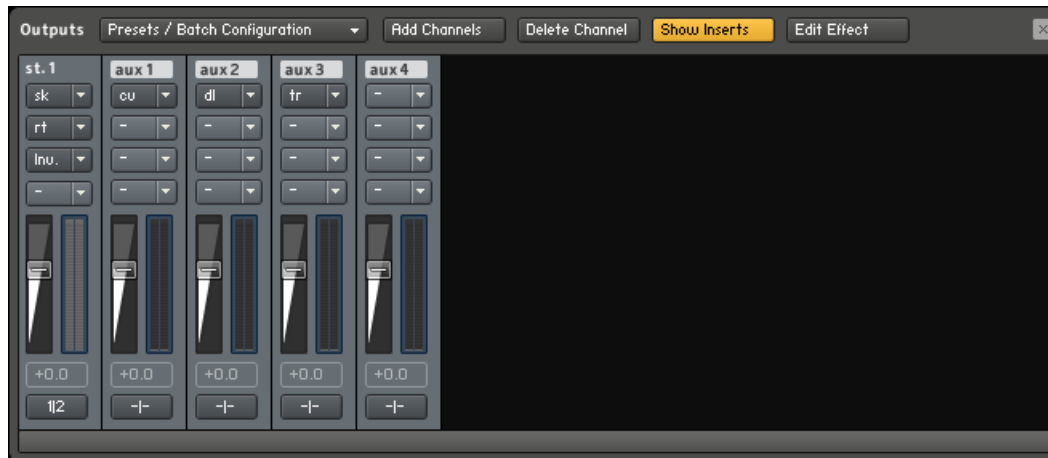 Outputs Presets / Batch Configuration Add Channels Delete Channel Show Inserts Edit Effect
st.1 aux 1 aux 2 aux 3 aux 4
sk cv dl tr -
rt - - - -
Inv. - - - -
- - - - -
+0.0 +0.0 +0.0 +0.0 +0.0
1|2 -|- -|- -|- -|-